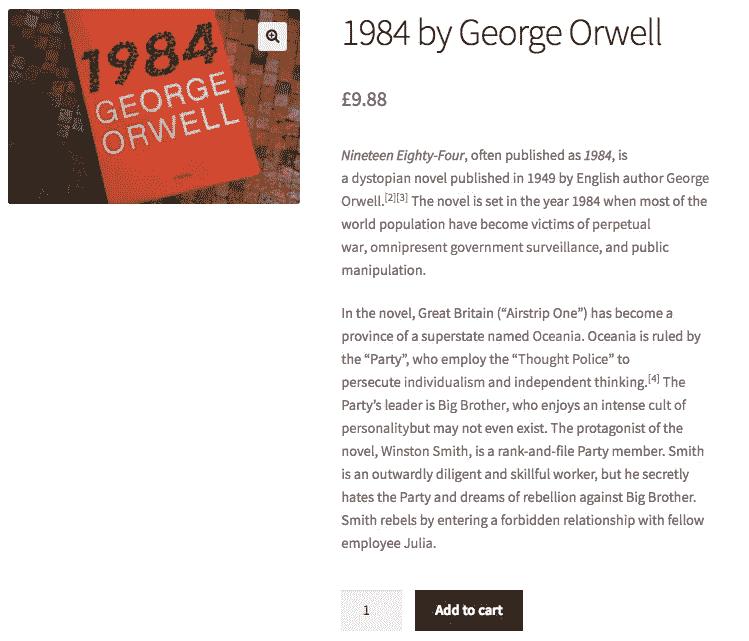 1984
GEORGE
ORWELL
1984 by George Orwell
£9.88
Nineteen Eighty-Four, often published as 1984, is
a dystopian novel published in 1949 by English author George
Orwell.[2][3] The novel is set in the year 1984 when most of the
world population have become victims of perpetual
war, omnipresent government surveillance, and public
manipulation.
In the novel, Great Britain (“Airstrip One”) has become a
province of a superstate named Oceania. Oceania is ruled by
the “Party”, who employ the “Thought Police” to
persecute individualism and independent thinking.[4] The
Party’s leader is Big Brother, who enjoys an intense cult of
personalitybut may not even exist. The protagonist of the
novel, Winston Smith, is a rank-and-file Party member. Smith
is an outwardly diligent and skillful worker, but he secretly
hates the Party and dreams of rebellion against Big Brother.
Smith rebels by entering a forbidden relationship with fellow
employee Julia.
1
Add to cart